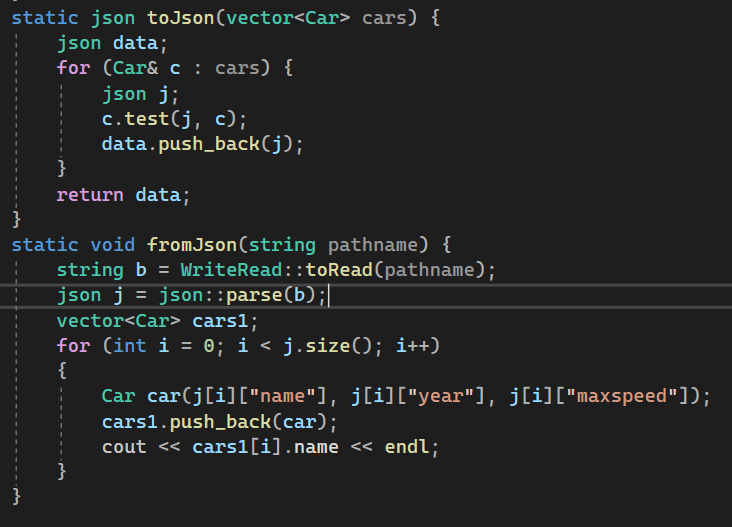 static json toJson(vector<Car> cars) {
    json data;
    for (Car& c : cars) {
        json j;
        c.test(j, c);
        data.push_back(j);
    }
    return data;
}
static void fromJson(string pathname) {
    string b = WriteRead::toRead(pathname);
    json j = json::parse(b);
    vector<Car> cars1;
    for (int i = 0; i < j.size(); i++)
    {
        Car car(j[i]["name"], j[i]["year"], j[i]["maxspeed"]);
        cars1.push_back(car);
        cout << cars1[i].name << endl;
    }
}